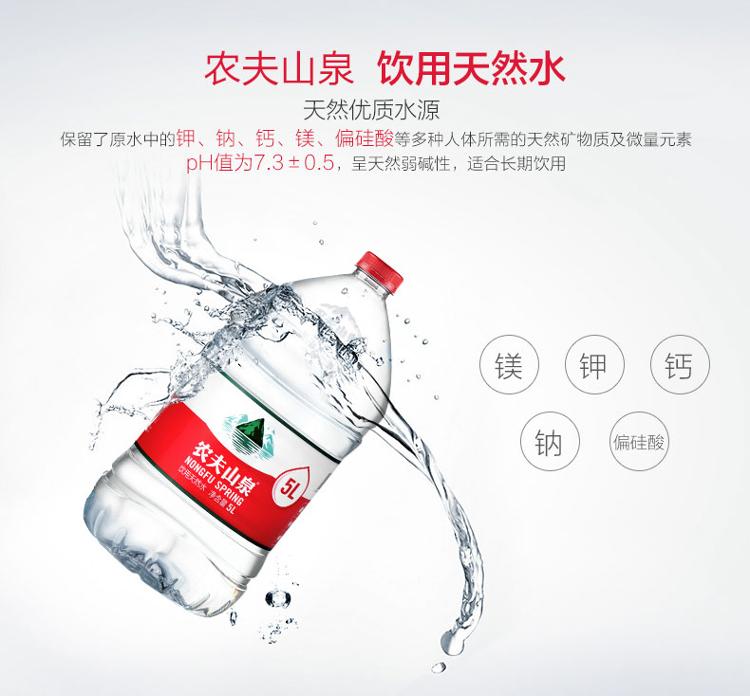 农夫山泉 饮用天然水
天然优质水源
保留了原水中的钾、钠、钙、镁、偏硅酸等多种人体所需的天然矿物质及微量元素
pH值为7.3±0.5，呈天然弱碱性，适合长期饮用
镁 钾 钙
钠 偏硅酸
农夫山泉
NONGFU SPRING
饮用天然水 净含量 5L
5L